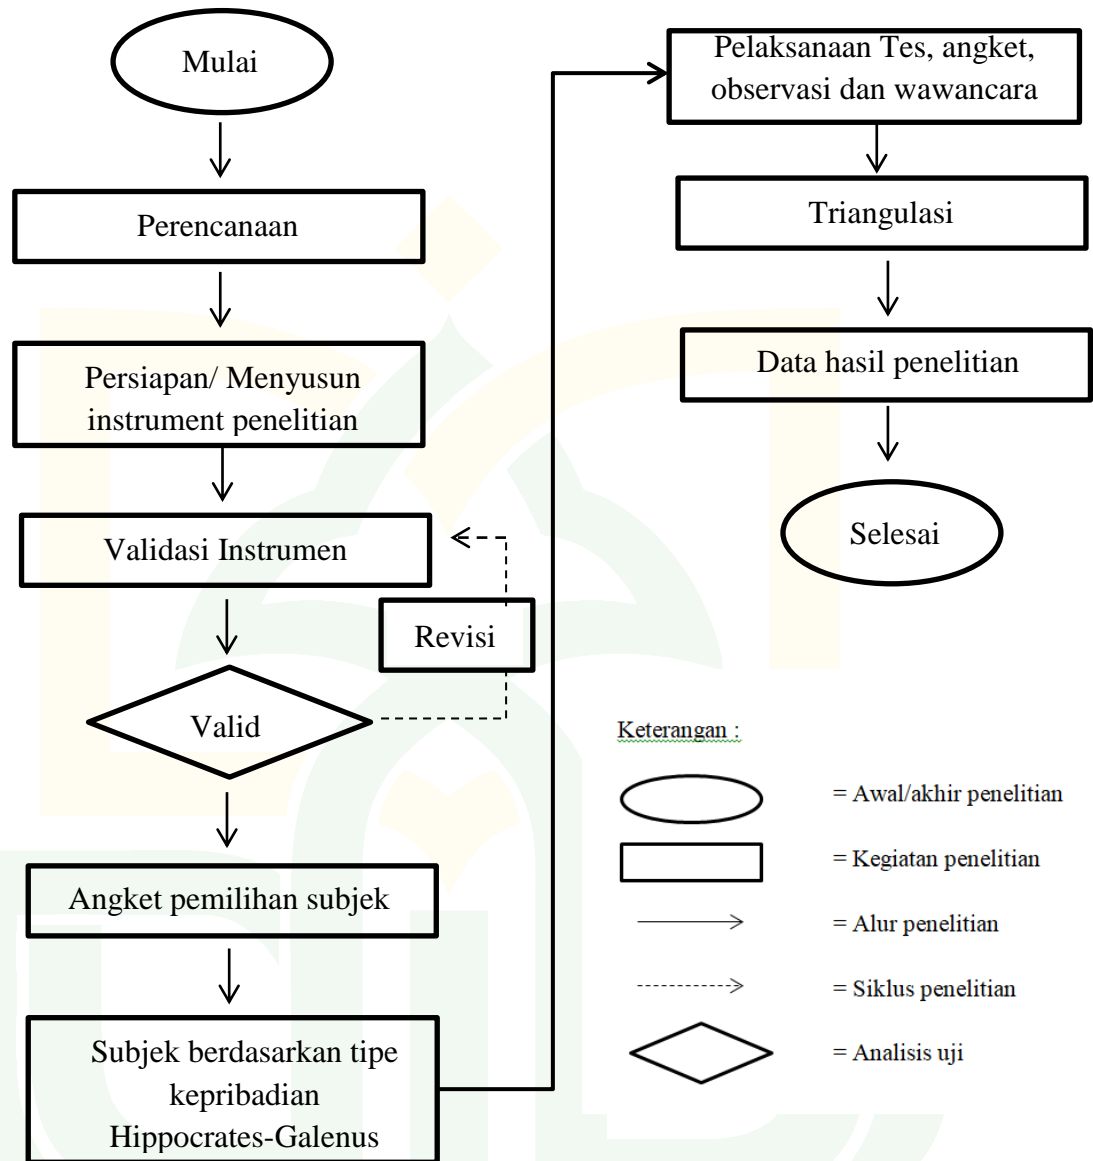 Mulai
Perencanaan
Persiapan/ Menyusun
instrument penelitian
Validasi Instrumen
Revisi
Valid
Angket pemilihan subjek
Subjek berdasarkan tipe
kepribadian
Hippocrates-Galenus
Pelaksanaan Tes, angket,
observasi dan wawancara
Triangulasi
Data hasil penelitian
Selesai
Keterangan :
= Awal/akhir penelitian
= Kegiatan penelitian
= Alur penelitian
= Siklus penelitian
= Analisis uji